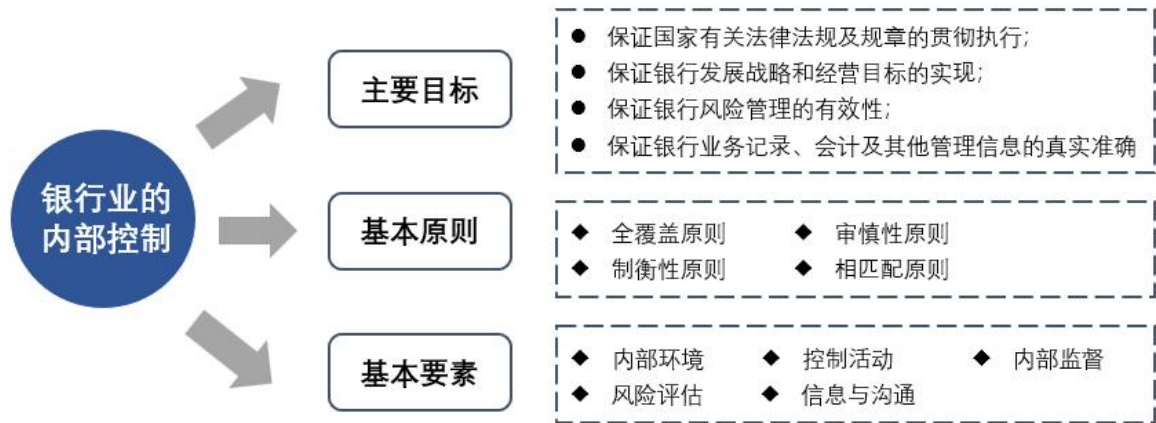 银行业的
内部控制
主要目标
● 保证国家有关法律法规及规章的贯彻执行;
● 保证银行发展战略和经营目标的实现;
● 保证银行风险管理的有效性;
● 保证银行业务记录、会计及其他管理信息的真实准确
基本原则
◆ 全覆盖原则 ◆ 审慎性原则
◆ 制衡性原则 ◆ 相匹配原则
基本要素
◆ 内部环境 ◆ 控制活动 ◆ 内部监督
◆ 风险评估 ◆ 信息与沟通